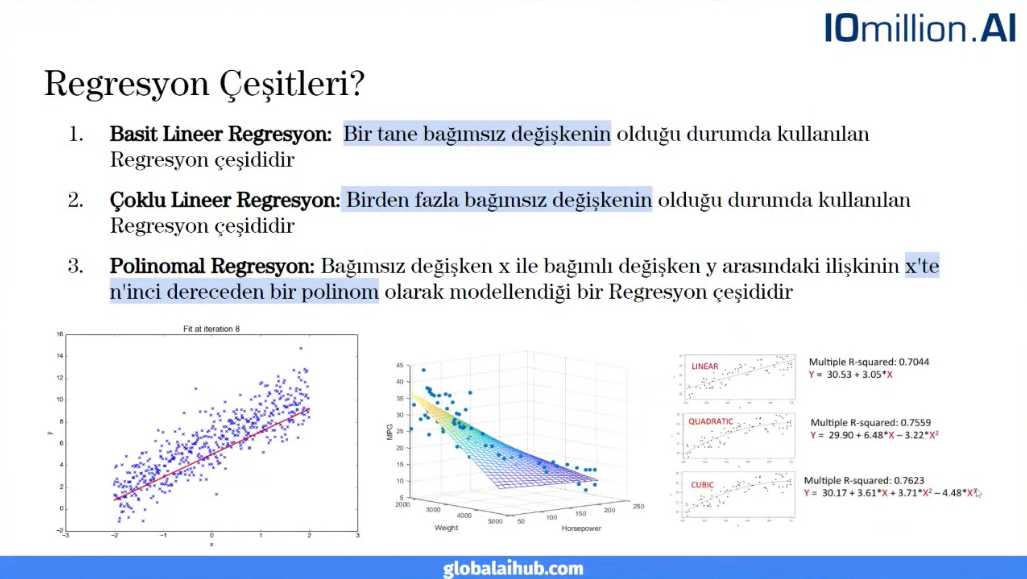 10million.AI
Regresyon Çeşitleri?
1. Basit Lineer Regresyon: Bir tane bağımsız değişkenin olduğu durumda kullanılan
Regresyon çeşididir
2. Çoklu Lineer Regresyon: Birden fazla bağımsız değişkenin olduğu durumda kullanılan
Regresyon çeşididir
3. Polinomal Regresyon: Bağımsız değişken x ile bağımlı değişken y arasındaki ilişkinin x'te
n'inci dereceden bir polinom olarak modellendiği bir Regresyon çeşididir
Fit at iteration 8
16
14
12
10
8
6
4
2
0
−2
−3 −2 −1 0 1 2 3
x
y
45
40
35
30
25
20
15
10
5
MPG
2000 3000 4000 5000
Weight
50 100 150 200 250
Horsepower
LINEAR
Multiple R-squared: 0.7044
Y = 30.53 + 3.05*X
QUADRATIC
Multiple R-squared: 0.7559
Y = 29.90 + 6.48*X – 3.22*X²
CUBIC
Multiple R-squared: 0.7623
Y = 30.17 + 3.61*X + 3.71*X² – 4.48*X³
globalaihub.com